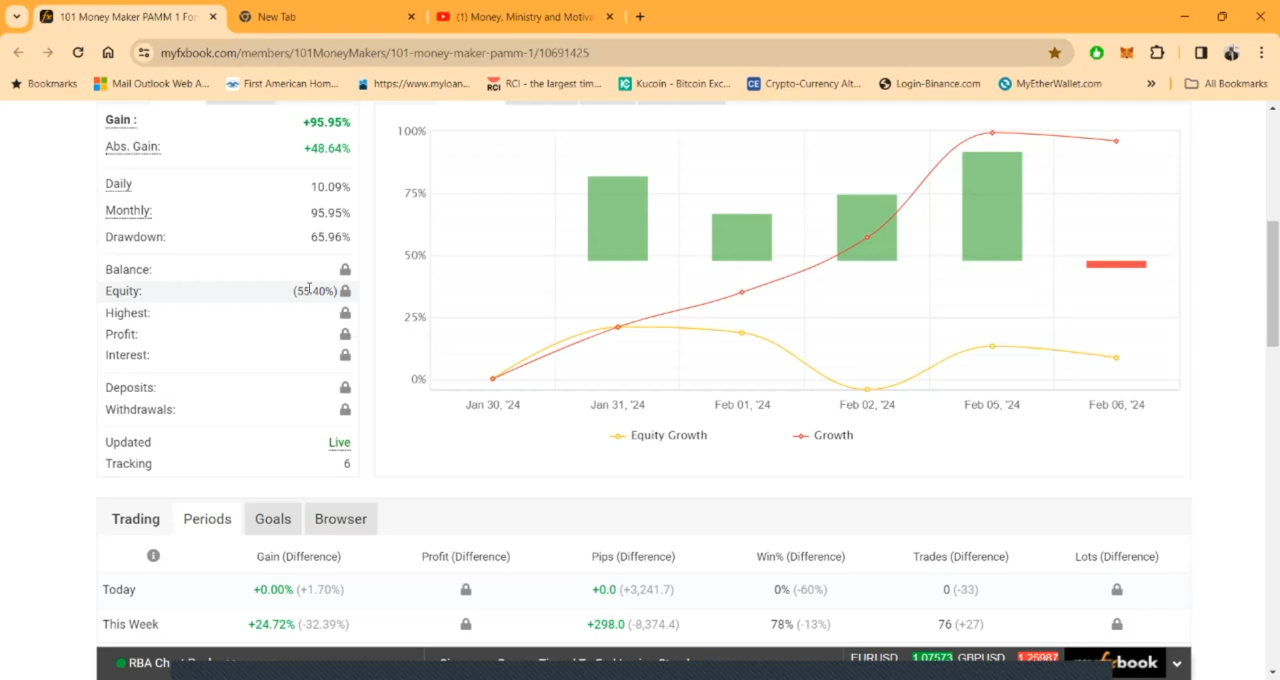 101 Money Maker PAMM 1 For
New Tab
(1) Money, Ministry and Motiva
myfxbook.com/members/101MoneyMakers/101-money-maker-pamm-1/10691425
Bookmarks
Mail Outlook Web A...
First American Hom...
https://www.myloan...
RCI - the largest tim...
Kucoin - Bitcoin Exc...
Crypto-Currency Alt...
Login-Binance.com
MyEtherWallet.com
All Bookmarks
Gain : +95.95%
Abs. Gain: +48.64%
Daily 10.09%
Monthly: 95.95%
Drawdown: 65.96%
Balance:
Equity: (55.40%)
Highest:
Profit:
Interest:
Deposits:
Withdrawals:
Updated Live
Tracking 6
100%
75%
50%
25%
0%
Jan 30, '24 Jan 31, '24 Feb 01, '24 Feb 02, '24 Feb 05, '24 Feb 06, '24
Equity Growth Growth
Trading Periods Goals Browser
Gain (Difference) Profit (Difference) Pips (Difference) Win% (Difference) Trades (Difference) Lots (Difference)
Today +0.00% (+1.70%) +0.0 (+3,241.7) 0% (-60%) 0 (-33)
This Week +24.72% (-32.39%) +298.0 (-8,374.4) 78% (-13%) 76 (+27)
RBA Ch
EURUSD 1.07573 GBPUSD 1.25987
book